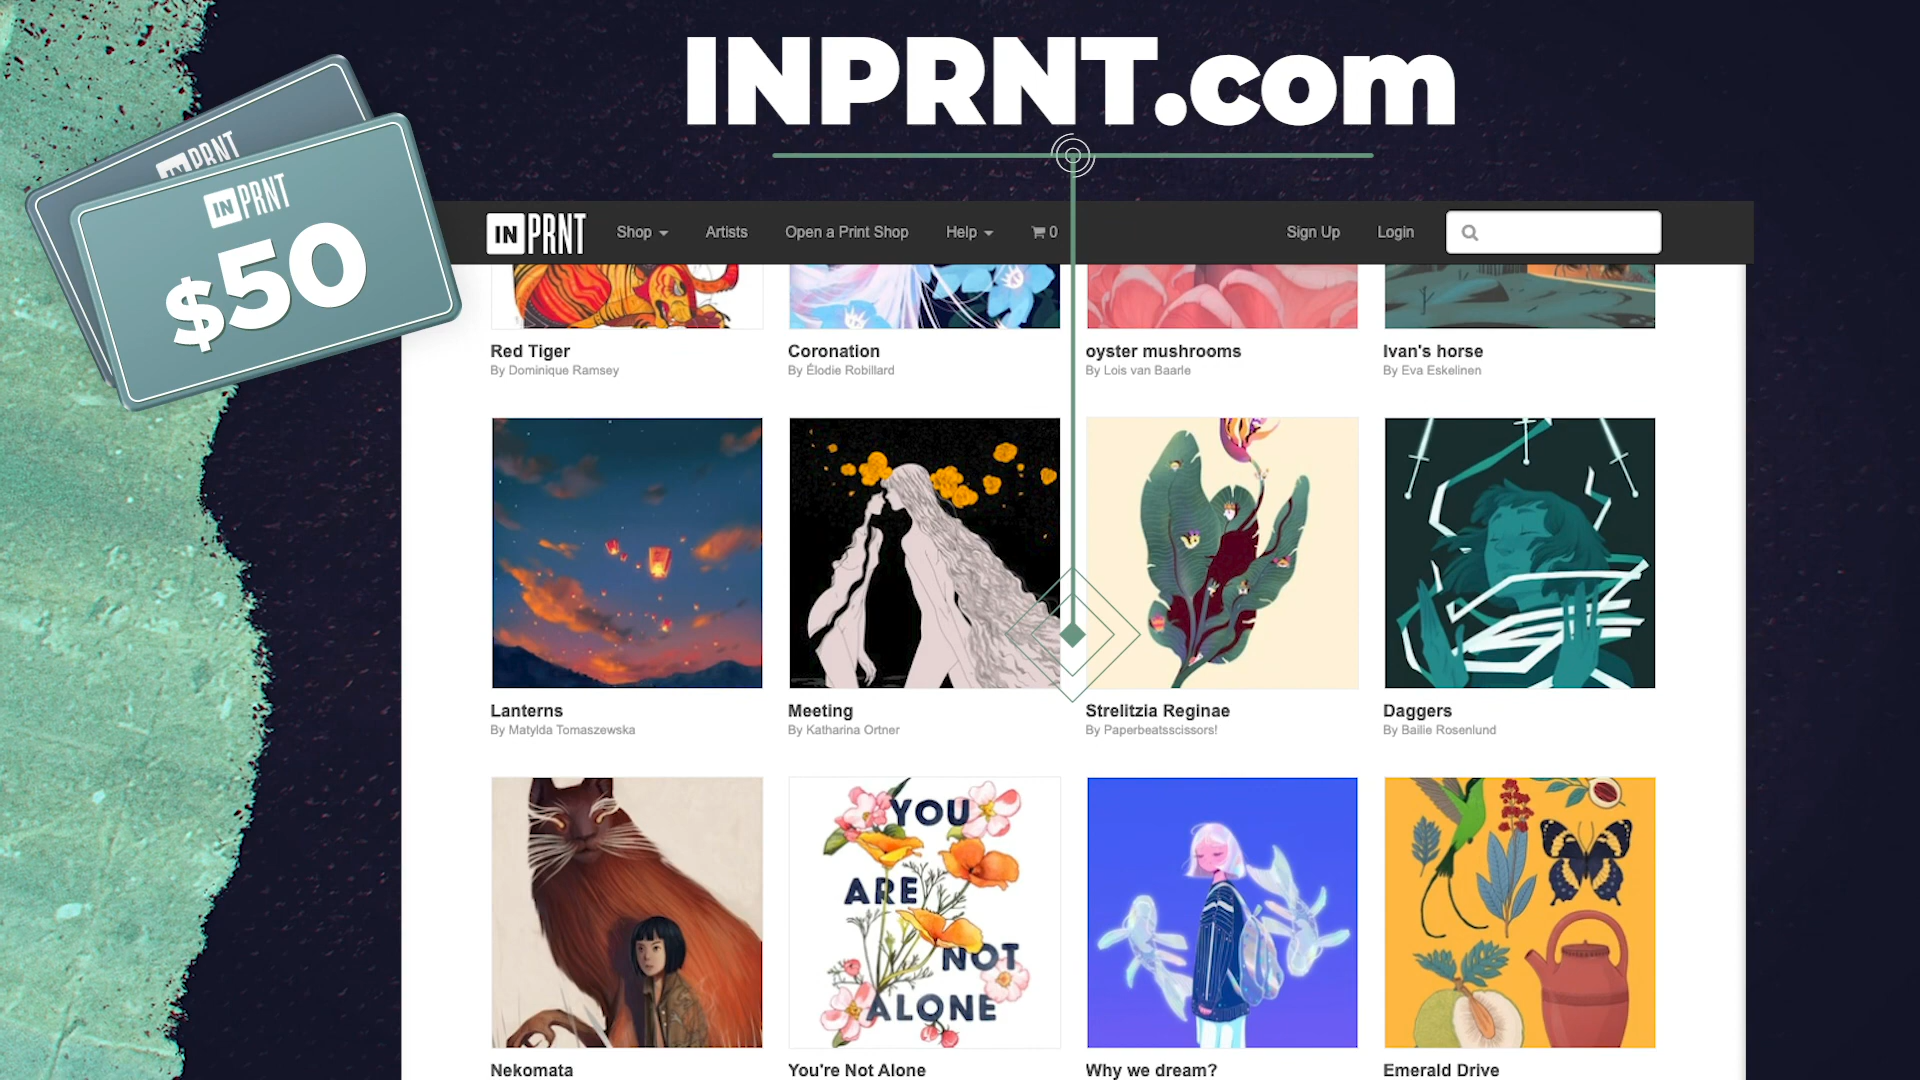 INPRNT.com
IN PRNT
IN PRNT
$50
IN PRNT
Shop
Artists
Open a Print Shop
Help
0
Sign Up
Login
Red Tiger
By Dominique Ramsey
Coronation
By Élodie Robillard
oyster mushrooms
By Lois van Baarle
Ivan's horse
By Eva Eskelinen
Lanterns
By Matylda Tomaszewska
Meeting
By Katharina Ortner
Strelitzia Reginae
By Paperbeatsscissors!
Daggers
By Bailie Rosenlund
YOU
ARE
NOT
ALONE
Nekomata
You're Not Alone
Why we dream?
Emerald Drive